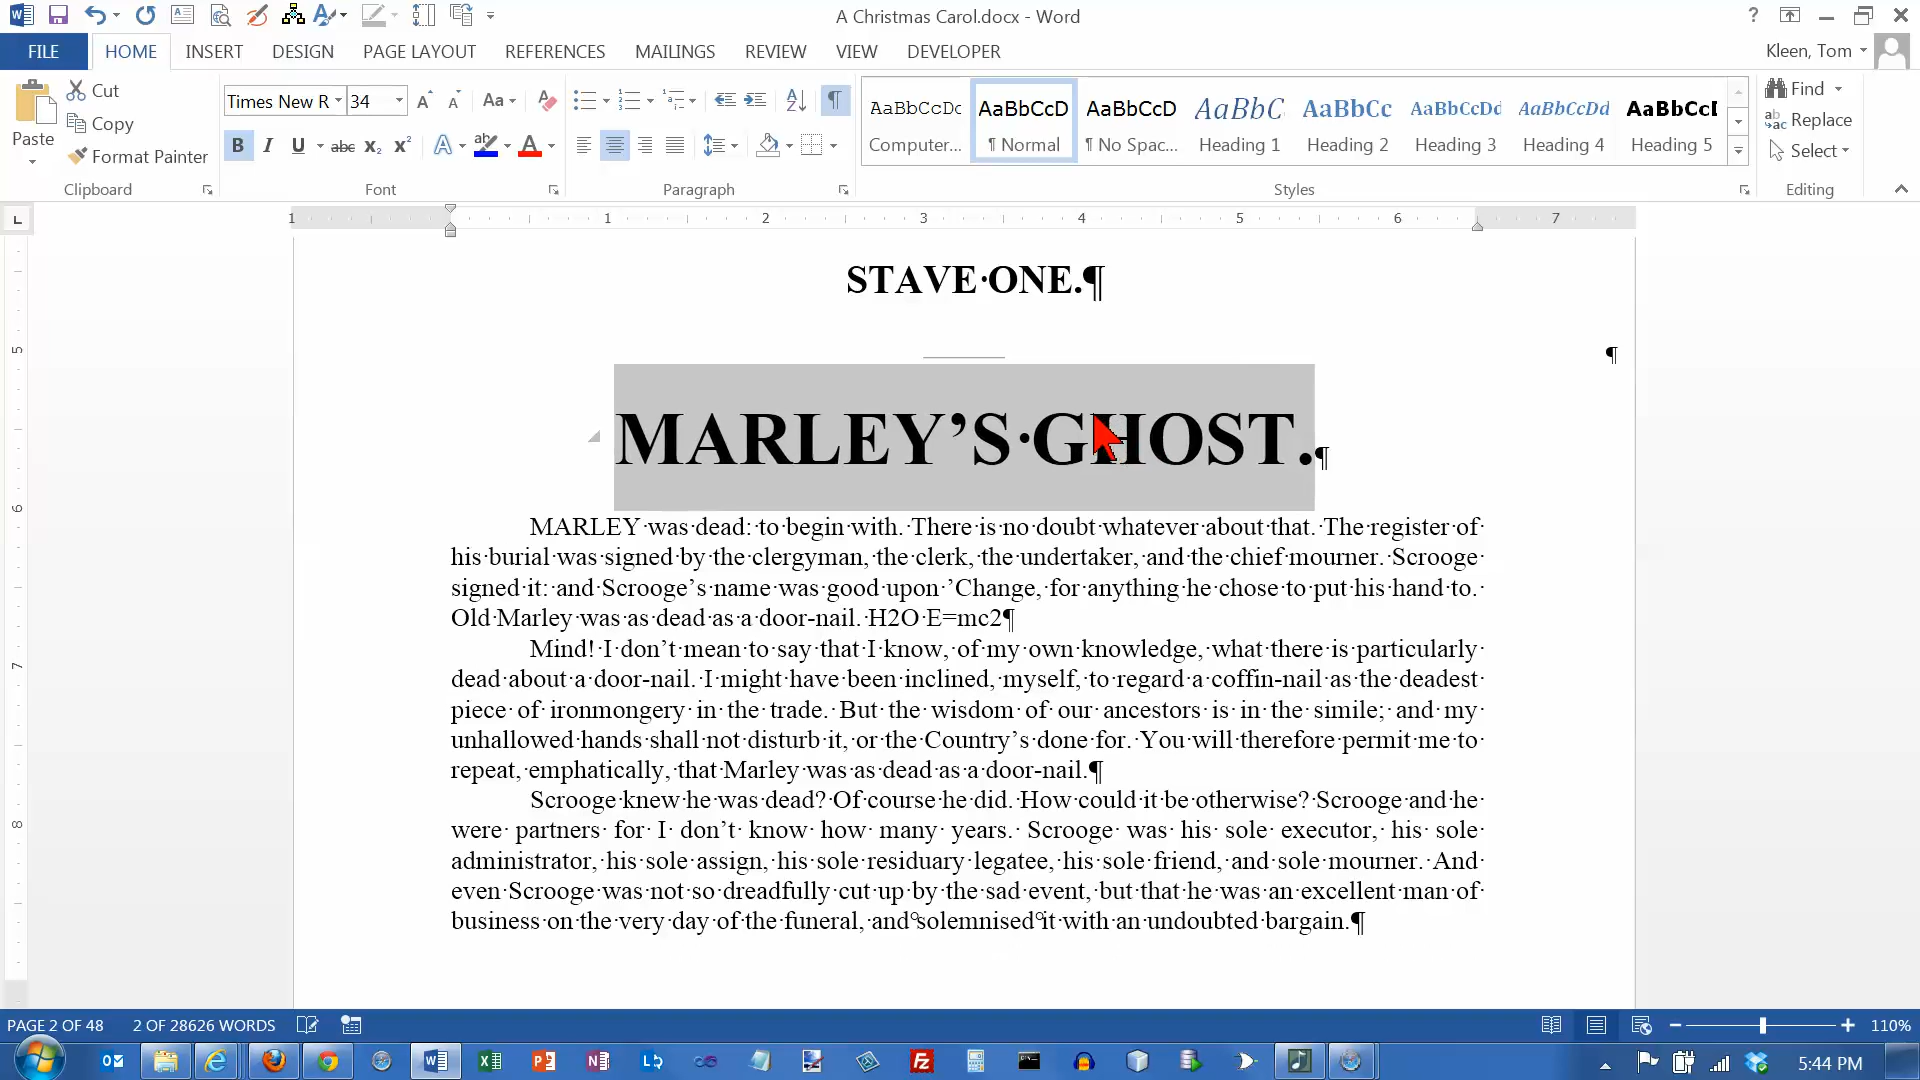 A Christmas Carol.docx - Word
FILE HOME INSERT DESIGN PAGE LAYOUT REFERENCES MAILINGS REVIEW VIEW DEVELOPER Kleen, Tom
Paste
Cut
Copy
Format Painter
Clipboard
Times New R 34
Font
Paragraph
AaBbCcDc AaBbCcD AaBbCcD AaBbC AaBbCc AaBbCcDd AaBbCcDd AaBbCcI
Computer... ¶ Normal ¶ No Spac... Heading 1 Heading 2 Heading 3 Heading 4 Heading 5
Styles
Find
Replace
Select
Editing
1 1 2 3 4 5 6 7
5
6
7
8
STAVE·ONE.¶
¶
MARLEY’S·GHOST.¶
MARLEY·was·dead:·to·begin·with.·There·is·no·doubt·whatever·about·that.·The·register·of·
his·burial·was·signed·by·the·clergyman,·the·clerk,·the·undertaker,·and·the·chief·mourner.·Scrooge·
signed·it:·and·Scrooge’s·name·was·good·upon·’Change,·for·anything·he·chose·to·put·his·hand·to.·
Old·Marley·was·as·dead·as·a·door-nail.·H2O·E=mc2¶
Mind!·I·don’t·mean·to·say·that·I·know,·of·my·own·knowledge,·what·there·is·particularly·
dead·about·a·door-nail.·I·might·have·been·inclined,·myself,·to·regard·a·coffin-nail·as·the·deadest·
piece·of·ironmongery·in·the·trade.·But·the·wisdom·of·our·ancestors·is·in·the·simile;·and·my·
unhallowed·hands·shall·not·disturb·it,·or·the·Country’s·done·for.·You·will·therefore·permit·me·to·
repeat,·emphatically,·that·Marley·was·as·dead·as·a·door-nail.¶
Scrooge·knew·he·was·dead?·Of·course·he·did.·How·could·it·be·otherwise?·Scrooge·and·he·
were·partners·for·I·don’t·know·how·many·years.·Scrooge·was·his·sole·executor,·his·sole·
administrator,·his·sole·assign,·his·sole·residuary·legatee,·his·sole·friend,·and·sole·mourner.·And·
even·Scrooge·was·not·so·dreadfully·cut·up·by·the·sad·event,·but·that·he·was·an·excellent·man·of·
business·on·the·very·day·of·the·funeral,·and°solemnised°it·with·an·undoubted·bargain.¶
PAGE 2 OF 48 2 OF 28626 WORDS 110%
5:44 PM